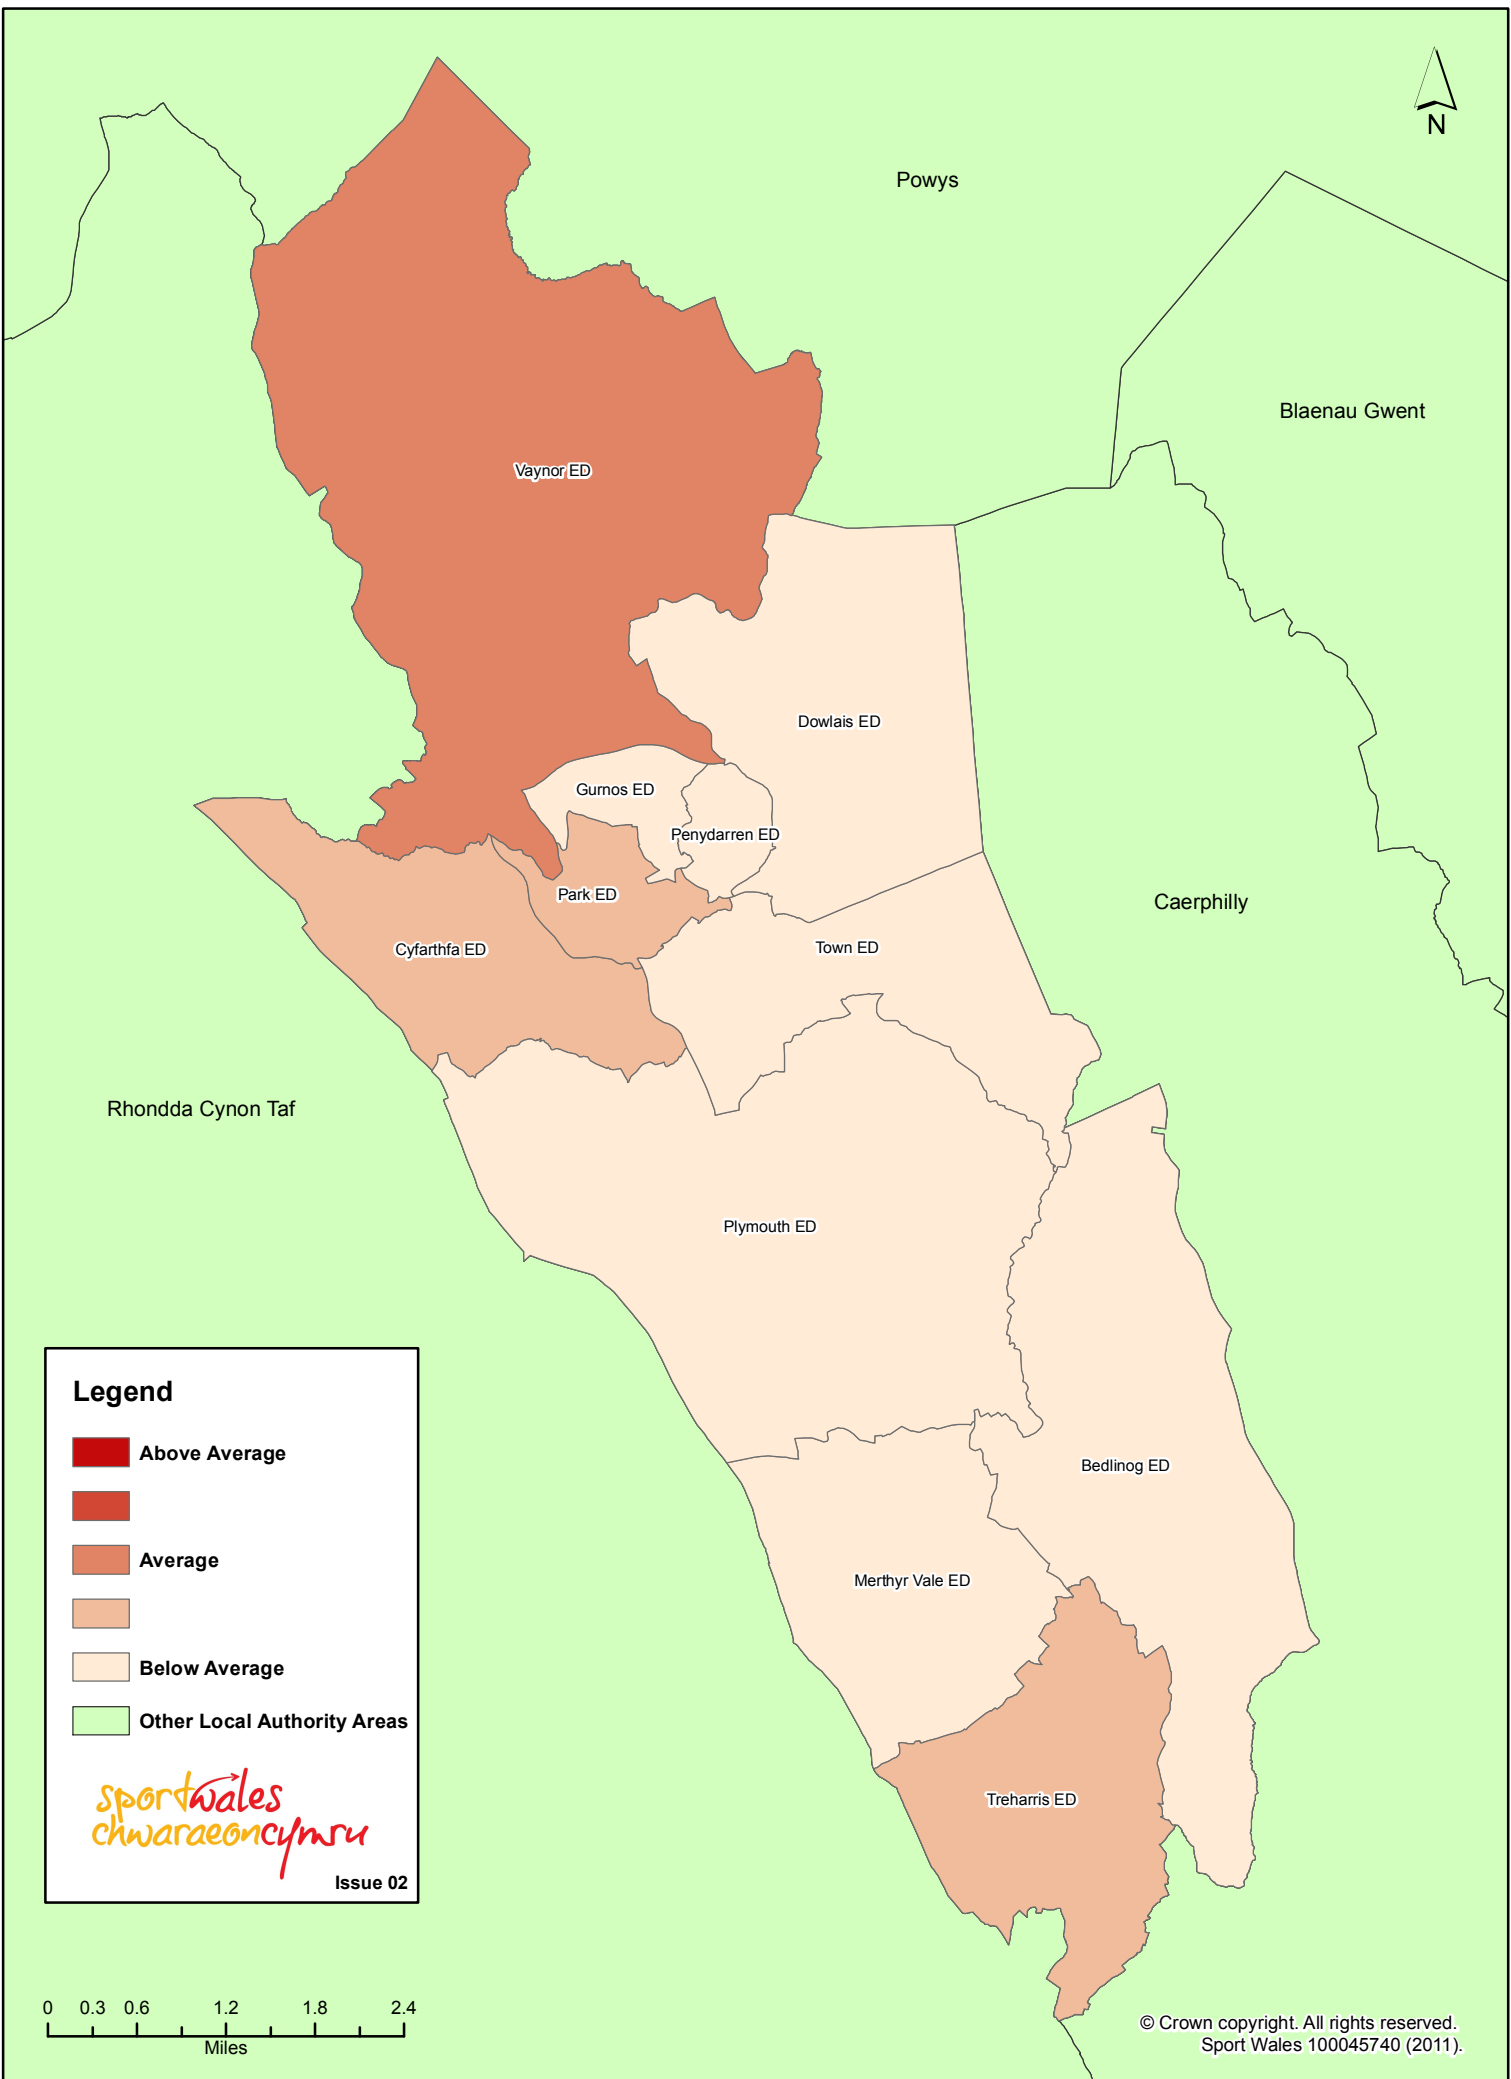 N
Powys
Blaenau Gwent
Vaynor ED
Dowlais ED
Gurnos ED
Penydarren ED
Park ED
Caerphilly
Cyfarthfa ED
Town ED
Rhondda Cynon Taf
Plymouth ED
Bedlinog ED
Merthyr Vale ED
Treharris ED
Legend
Above Average
Average
Below Average
Other Local Authority Areas
sportwales
chwaraeoncymru
Issue 02
0 0.3 0.6 1.2 1.8 2.4
Miles
© Crown copyright. All rights reserved.
Sport Wales 100045740 (2011).